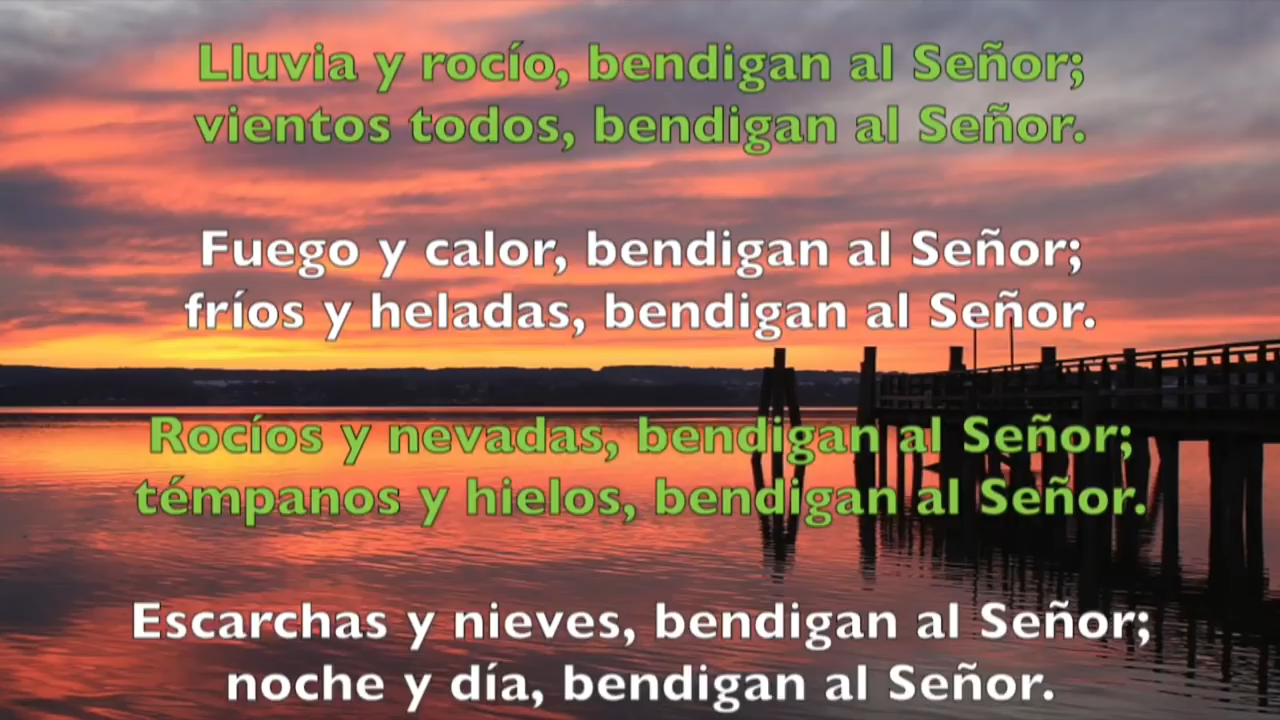 Lluvia y rocío, bendigan al Señor;
vientos todos, bendigan al Señor.
Fuego y calor, bendigan al Señor;
fríos y heladas, bendigan al Señor.
Rocíos y nevadas, bendigan al Señor;
témpanos y hielos, bendigan al Señor.
Escarchas y nieves, bendigan al Señor;
noche y día, bendigan al Señor.